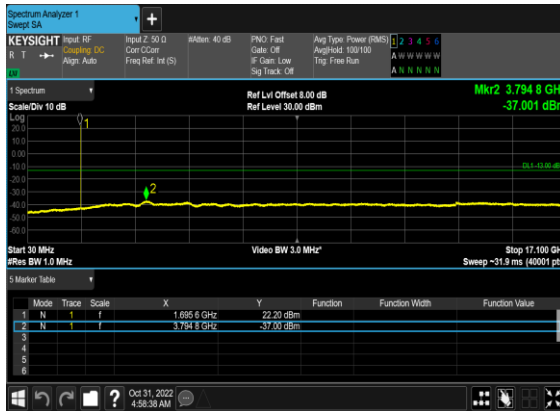 Spectrum Analyzer 1
Swept SA
+
KEYSIGHT
R T
Input: RF
Coupling: DC
Align: Auto
Input Z: 50 Ω
Corr CCorr
Freq Ref: Int (S)
#Atten: 40 dB
PNO: Fast
Gate: Off
IF Gain: Low
Sig Track: Off
Avg Type: Power (RMS)
Avg|Hold: 100/100
Trig: Free Run
1 2 3 4 5 6
A W W W W W
A N N N N N
1 Spectrum
Scale/Div 10 dB
Ref Lvl Offset 8.00 dB
Ref Level 30.00 dBm
Mkr2 3.794 8 GH
-37.001 dB
Log
20.0
10.0
0.00
-10.0
-20.0
-30.0
-40.0
-50.0
-60.0
1
2
DL1 -13.00 dB
Start 30 MHz
#Res BW 1.0 MHz
Video BW 3.0 MHz*
Stop 17.100 GH
Sweep ~31.9 ms (40001 pt
5 Marker Table
Mode Trace Scale X Y Function Function Width Function Value
1 N 1 f 1.695 6 GHz 22.20 dBm
2 N 1 f 3.794 8 GHz -37.00 dBm
3
4
5
6
?
Oct 31, 2022
4:58:38 AM